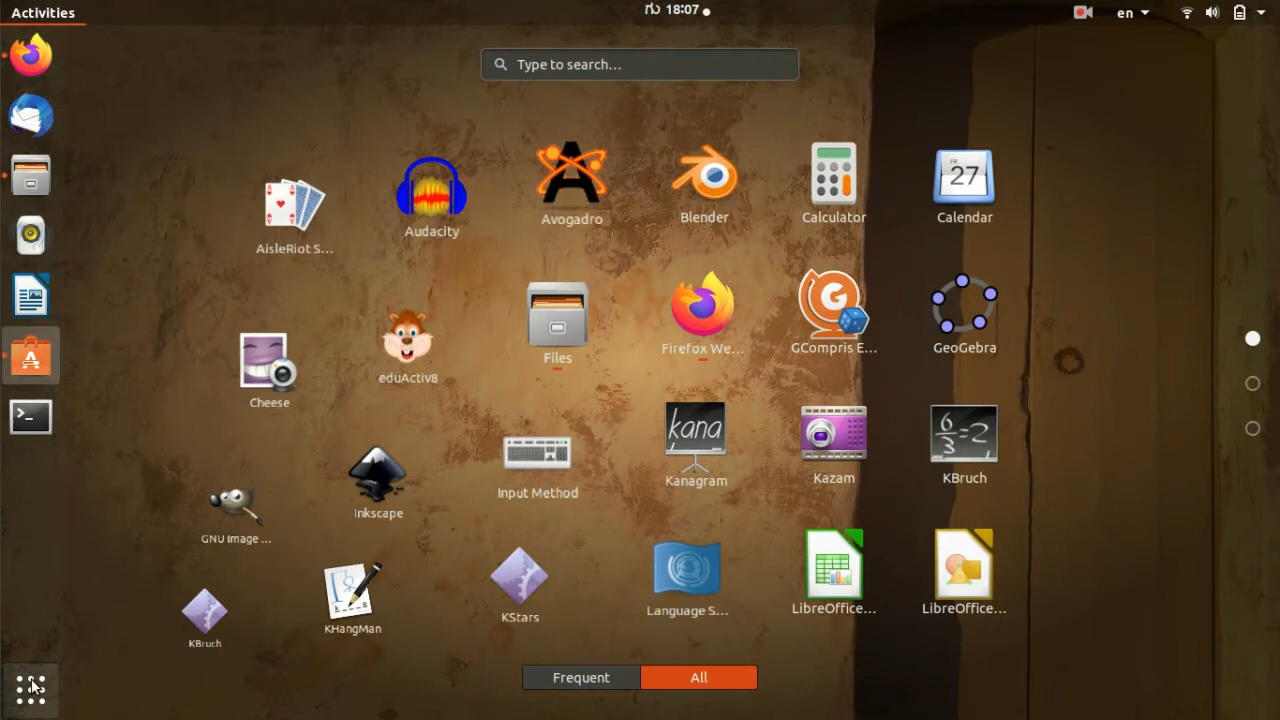 Activities
18:07
en
Type to search...
AisleRiot S...
Audacity
Avogadro
Blender
Calculator
FR
27
Calendar
Cheese
eduActiv8
Files
Firefox We...
GCompris E...
GeoGebra
GNU Image ...
Inkscape
Input Method
kana
Kanagram
Kazam
6
3
=2
KBruch
KBruch
KHangMan
KStars
Language S...
LibreOffice...
LibreOffice...
Frequent
All